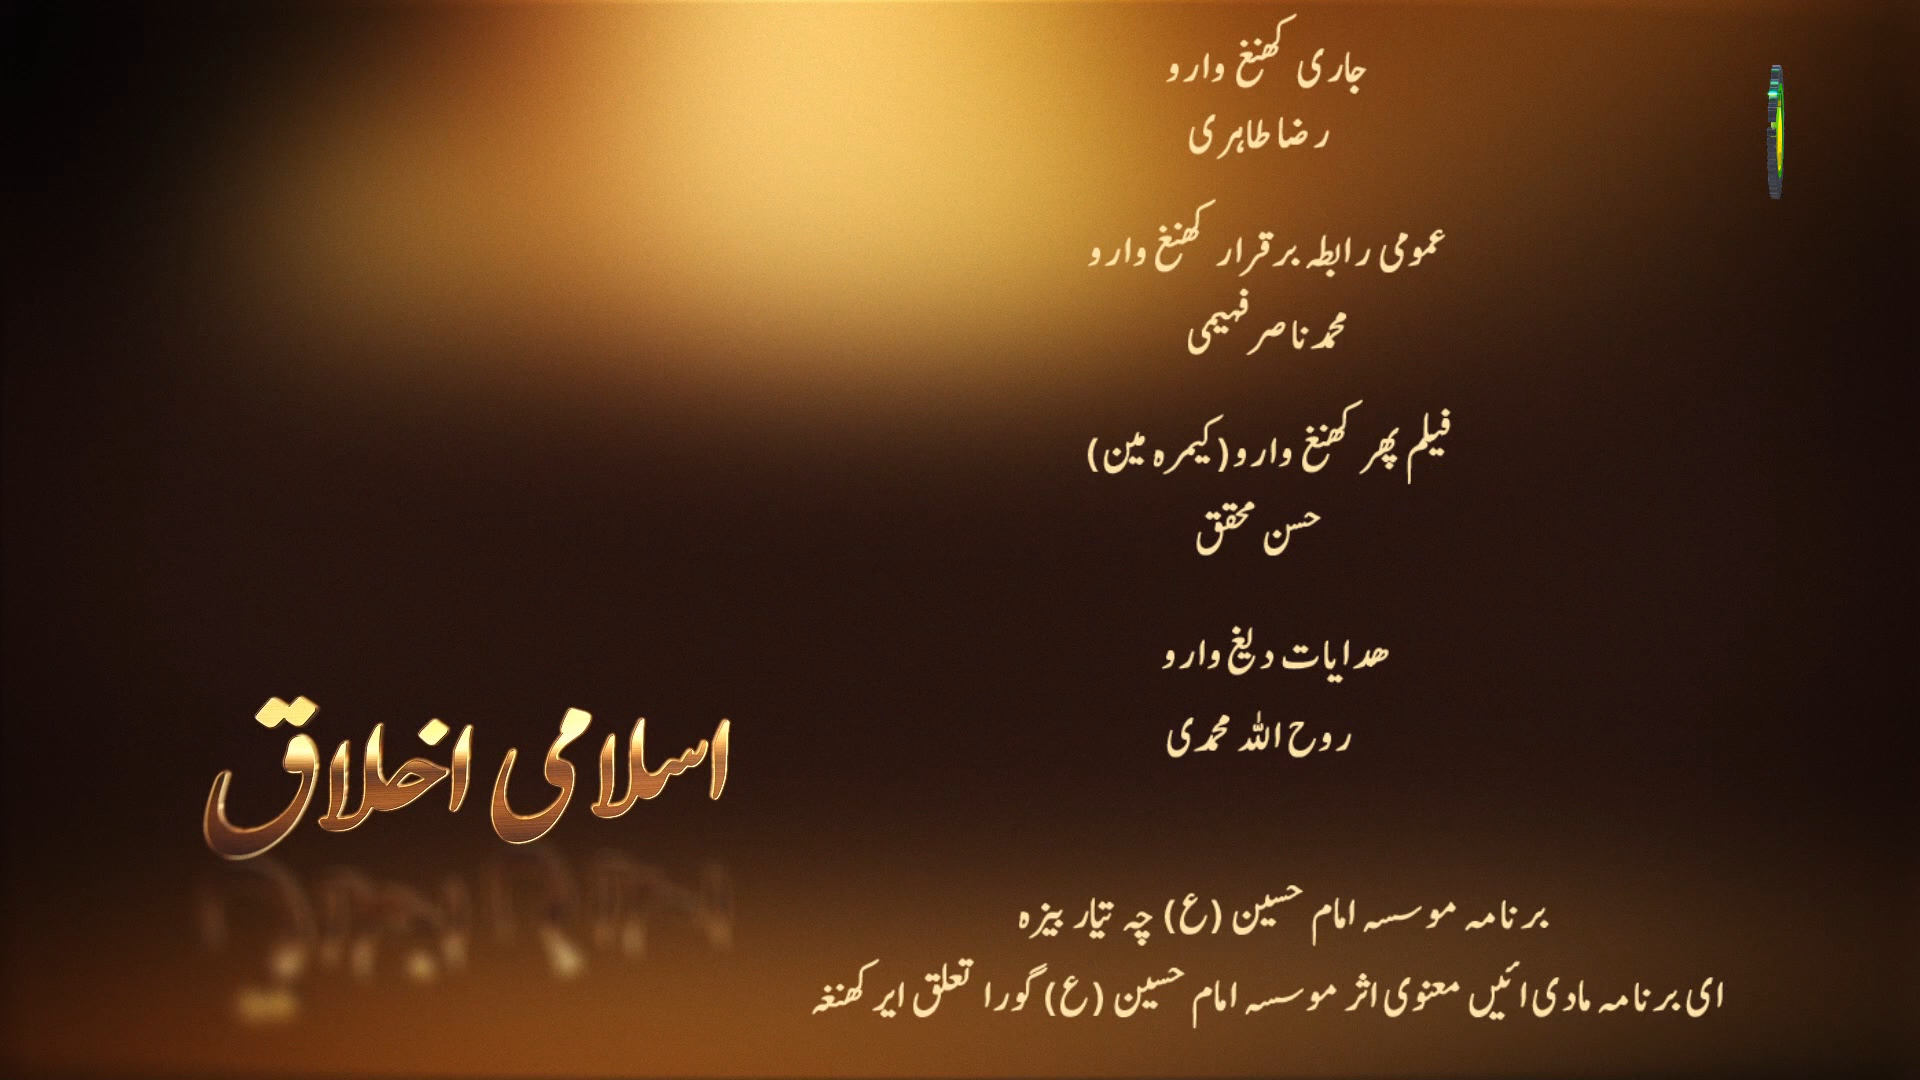 جاری کھنغ وارو
رضا طاہری
عمومی رابطہ برقرار کھنغ وارو
محمد ناصر فہیمی
فیلم پھر کھنغ وارو (کیمرہ مین)
حسن محقق
ھدایات دیغ وارو
روح اللہ محمدی
اسلامی اخلاق
برنامہ موسسہ امام حسین (ع) چہ تیار بیزہ
ای برنامہ مادی ائیں معنوی اثر موسسہ امام حسین (ع) گورا تعلق ایر کھنغہ